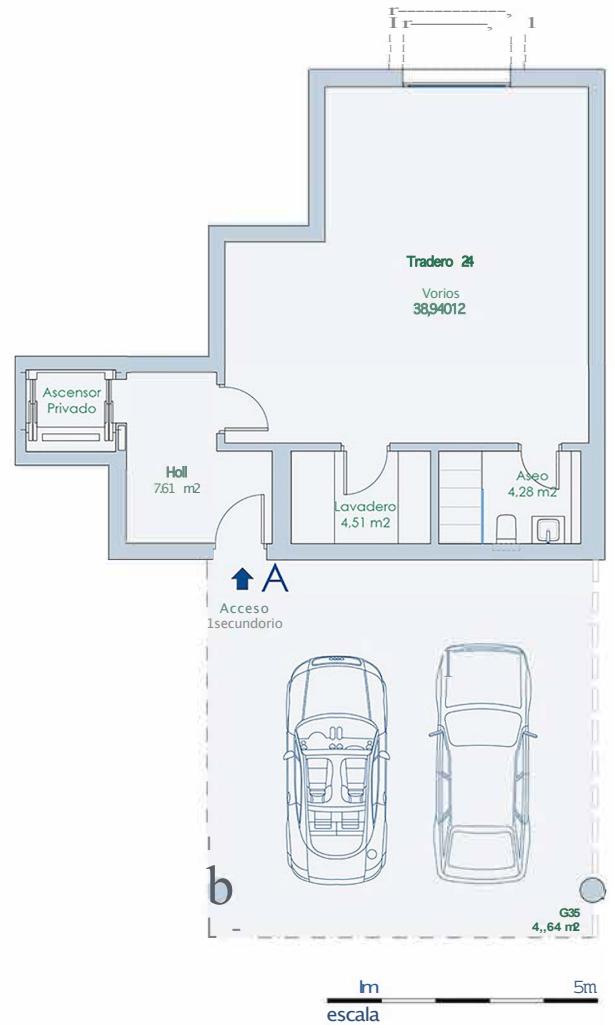 Tradero 24
Vorios
38,94012
Ascensor
Privado
Holl
7.61 m2
Lavadero
4,51 m2
Aseo
4,28 m2
A
Acceso
1secundorio
b
G35
4,,64 m2
1m 5m
escala